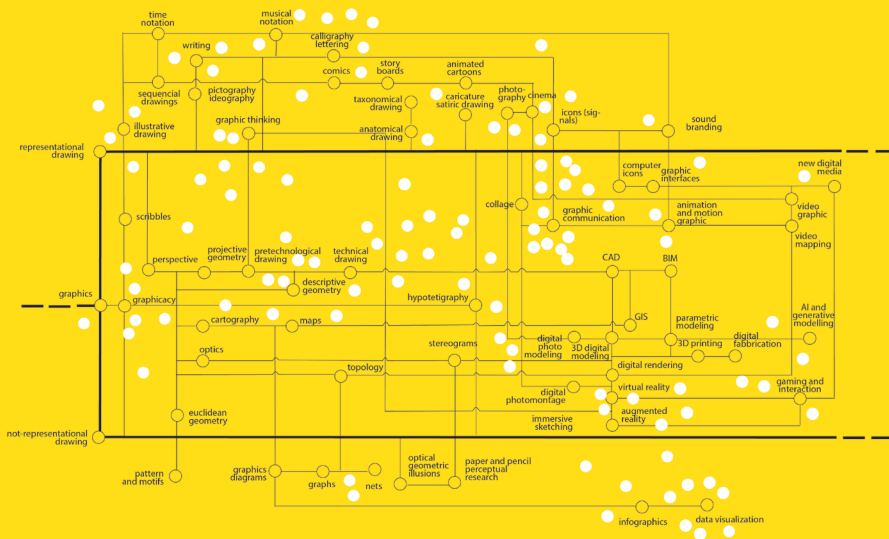 time
notation
musical
notation
writing
calligraphy
lettering
comics
story
boards
animated
cartoons
sequencial
drawings
pictography
ideography
taxonomical
drawing
caricature
satiric drawing
photo-
graphy
cinema
icons (sig-
nals)
sound
branding
illustrative
drawing
graphic thinking
anatomical
drawing
representational
drawing
computer
icons
graphic
interfaces
new digital
media
collage
scribbles
graphic
communication
animation
and motion
graphic
video
graphic
video
mapping
perspective
projective
geometry
pretechnological
drawing
technical
drawing
CAD
BIM
descriptive
geometry
graphics
graphicacy
hypotetigraphy
cartography
maps
GIS
parametric
modeling
AI and
generative
modelling
optics
stereograms
digital
photo
modeling
3D digital
modeling
3D printing
digital
fabbrication
topology
digital rendering
digital
photomontage
virtual reality
gaming and
interaction
euclidean
geometry
immersive
sketching
augmented
reality
not-representational
drawing
pattern
and motifs
graphics
diagrams
graphs
nets
optical
geometric
illusions
paper and pencil
perceptual
research
infographics
data visualization